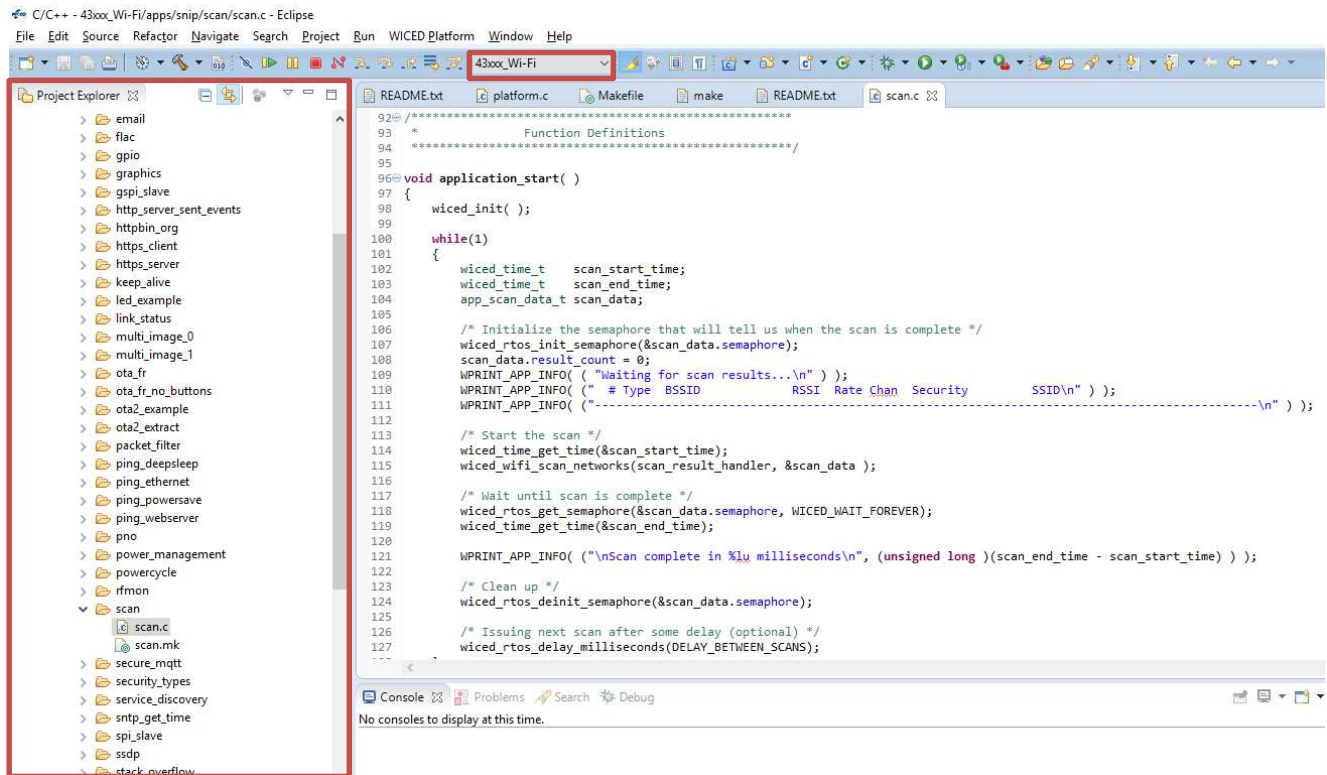 C/C++ - 43xxx_Wi-Fi/apps/snip/scan/scan.c - Eclipse
File Edit Source Refactor Navigate Search Project Run WICED Platform Window Help
43xxx_Wi-Fi
Project Explorer
email
flac
gpio
graphics
gspi_slave
http_server_sent_events
httpbin_org
https_client
https_server
keep_alive
led_example
link_status
multi_image_0
multi_image_1
ota_fr
ota_fr_no_buttons
ota2_example
ota2_extract
packet_filter
ping_deepsleep
ping_ethernet
ping_powersave
ping_webserver
pno
power_management
powercycle
rfmon
scan
scan.c
scan.mk
secure_mqtt
security_types
service_discovery
sntp_get_time
spi_slave
ssdp
stack_overflow
README.txt platform.c Makefile make README.txt scan.c
92 /******************************************************
93  *               Function Definitions
94  ******************************************************/
95
96 void application_start( )
97 {
98     wiced_init( );
99
100     while(1)
101     {
102         wiced_time_t    scan_start_time;
103         wiced_time_t    scan_end_time;
104         app_scan_data_t scan_data;
105
106         /* Initialize the semaphore that will tell us when the scan is complete */
107         wiced_rtos_init_semaphore(&scan_data.semaphore);
108         scan_data.result_count = 0;
109         WPRINT_APP_INFO( ( "Waiting for scan results...\n" ) );
110         WPRINT_APP_INFO( ("  # Type  BSSID             RSSI  Rate Chan  Security         SSID\n" ) );
111         WPRINT_APP_INFO( ("----------------------------------------------------------------------------------------------\n" ) );
112
113         /* Start the scan */
114         wiced_time_get_time(&scan_start_time);
115         wiced_wifi_scan_networks(scan_result_handler, &scan_data );
116
117         /* Wait until scan is complete */
118         wiced_rtos_get_semaphore(&scan_data.semaphore, WICED_WAIT_FOREVER);
119         wiced_time_get_time(&scan_end_time);
120
121         WPRINT_APP_INFO( ("\nScan complete in %lu milliseconds\n", (unsigned long )(scan_end_time - scan_start_time) ) );
122
123         /* Clean up */
124         wiced_rtos_deinit_semaphore(&scan_data.semaphore);
125
126         /* Issuing next scan after some delay (optional) */
127         wiced_rtos_delay_milliseconds(DELAY_BETWEEN_SCANS);
Console Problems Search Debug
No consoles to display at this time.